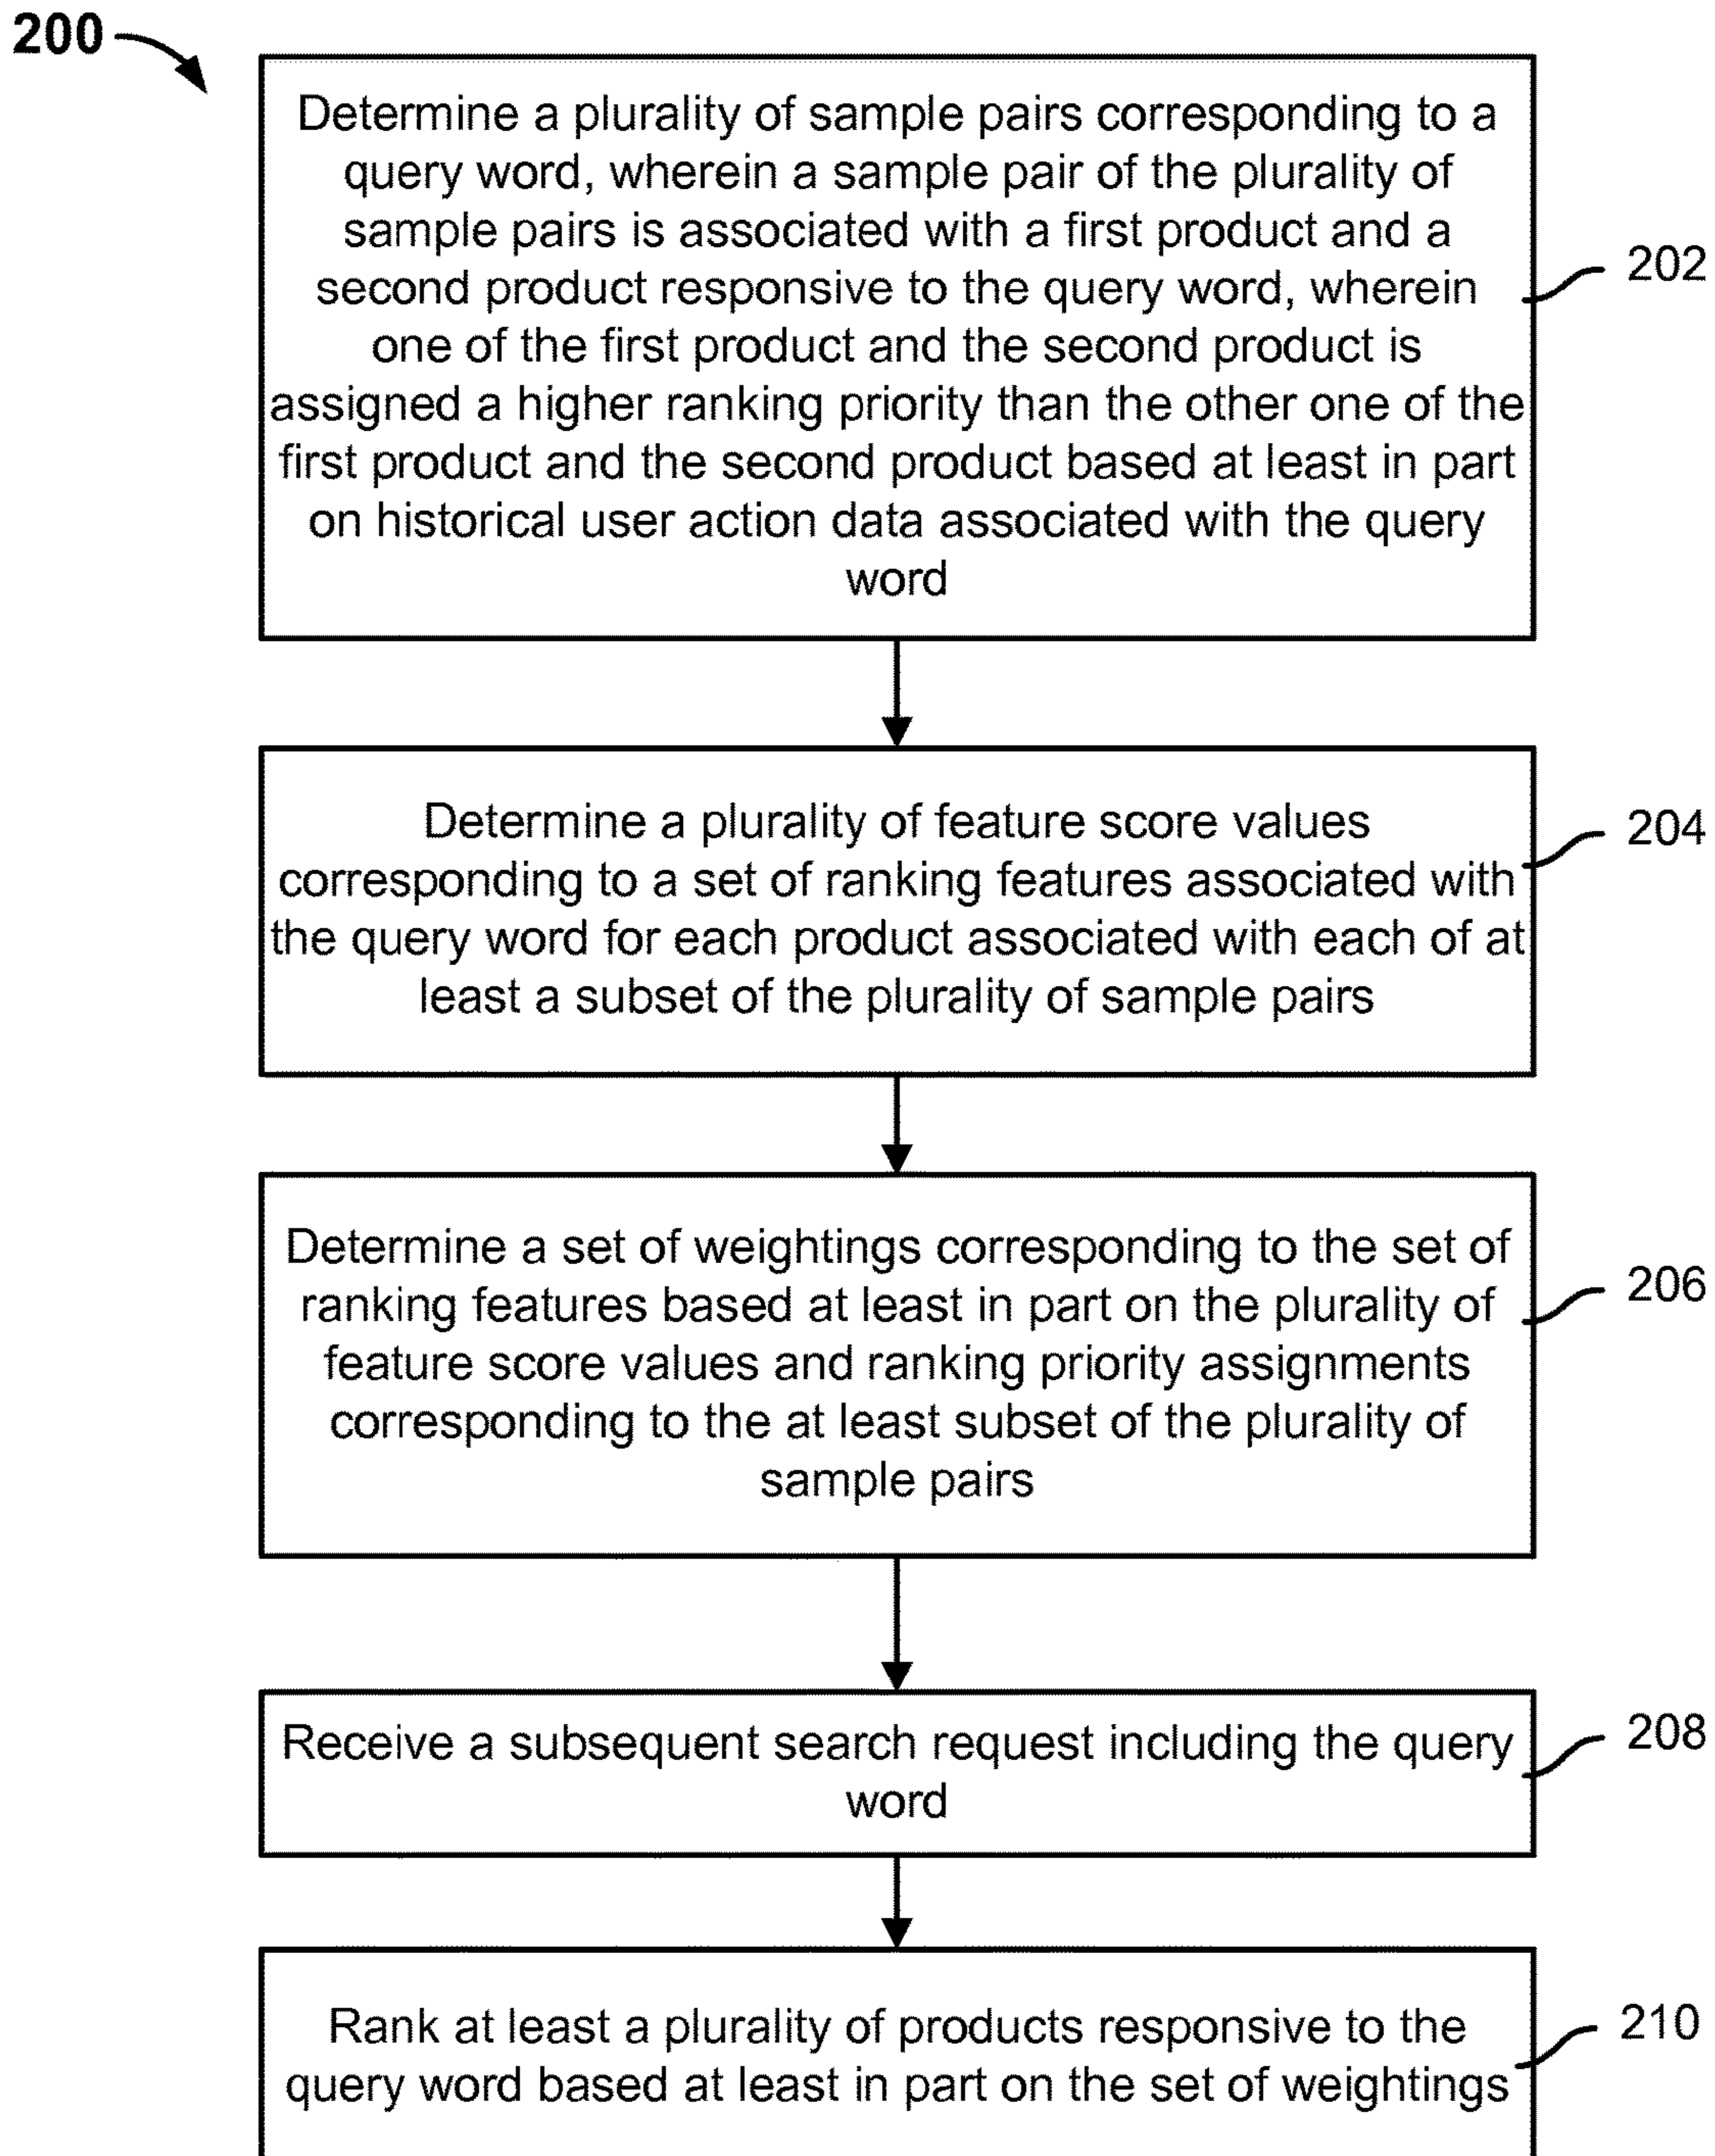 200
Determine a plurality of sample pairs corresponding to a
query word, wherein a sample pair of the plurality of
sample pairs is associated with a first product and a
second product responsive to the query word, wherein
one of the first product and the second product is
assigned a higher ranking priority than the other one of the
first product and the second product based at least in part
on historical user action data associated with the query
word
202
Determine a plurality of feature score values
corresponding to a set of ranking features associated with
the query word for each product associated with each of at
least a subset of the plurality of sample pairs
204
Determine a set of weightings corresponding to the set of
ranking features based at least in part on the plurality of
feature score values and ranking priority assignments
corresponding to the at least subset of the plurality of
sample pairs
206
Receive a subsequent search request including the query
word
208
Rank at least a plurality of products responsive to the
query word based at least in part on the set of weightings
210